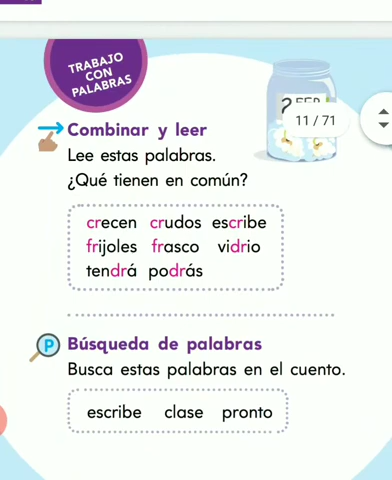 TRABAJO
CON
PALABRAS
11 / 71
Combinar y leer
Lee estas palabras.
¿Qué tienen en común?
crecen crudos escribe
frijoles frasco vidrio
tendrá podrás
P Búsqueda de palabras
Busca estas palabras en el cuento.
escribe clase pronto